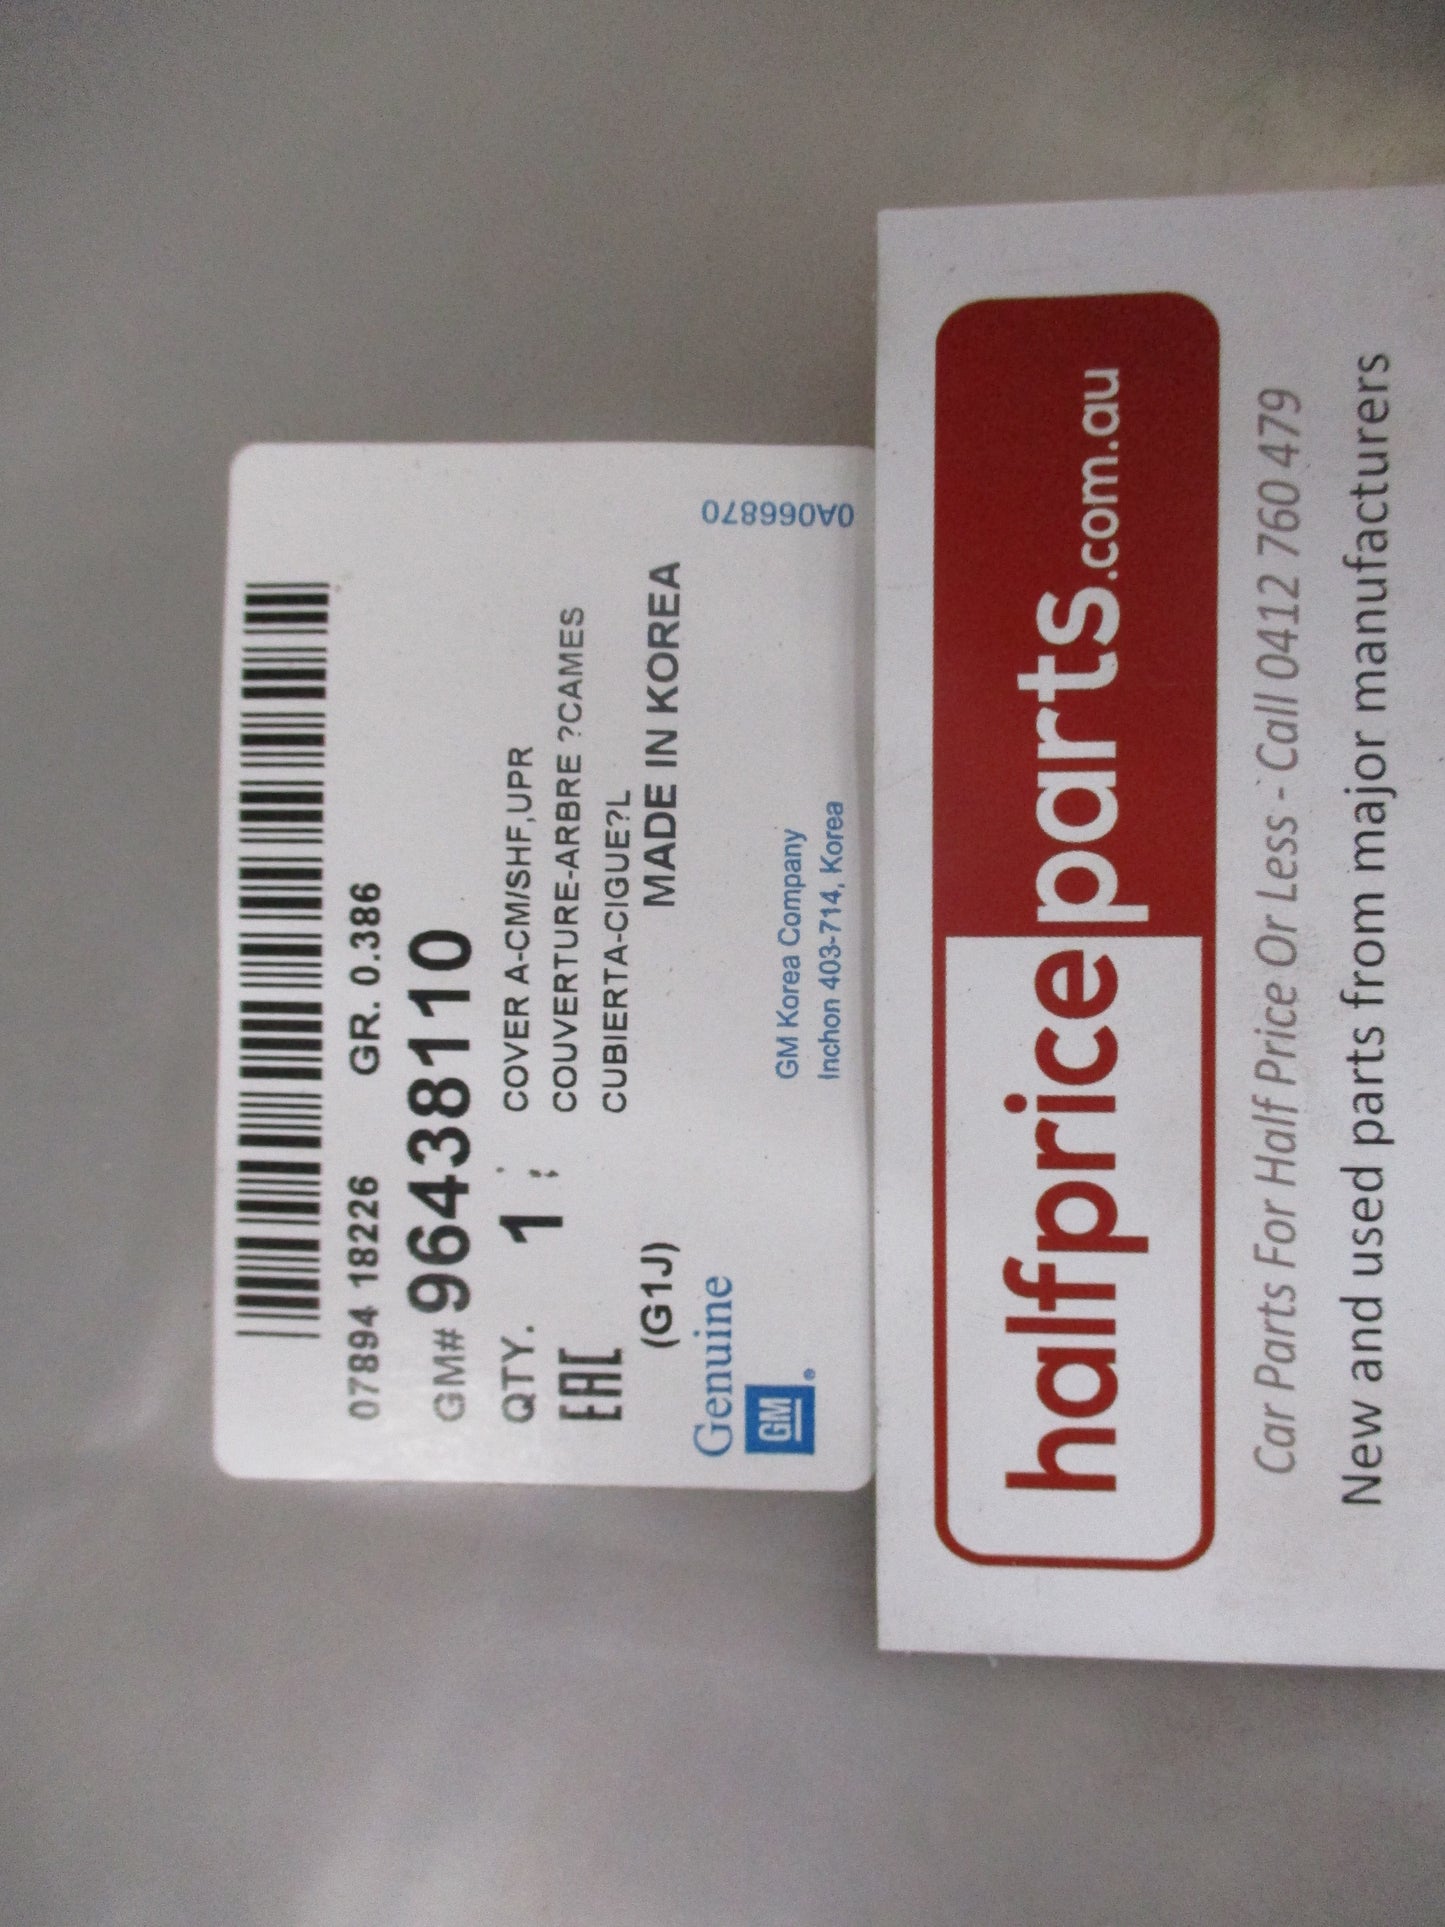 07894 18226 GR. 0.386
GM# 96438110
QTY. 1 COVER A-CM/SHF,UPR
COUVERTURE-ARBRE ?CAMES
EAC CUBIERTA-CIGUE?L
(G1J) MADE IN KOREA
Genuine
GM®
GM Korea Company
Inchon 403-714, Korea
0A066870
halfpriceparts.com.au
Car Parts For Half Price Or Less - Call 0412 760 479
New and used parts from major manufacturers